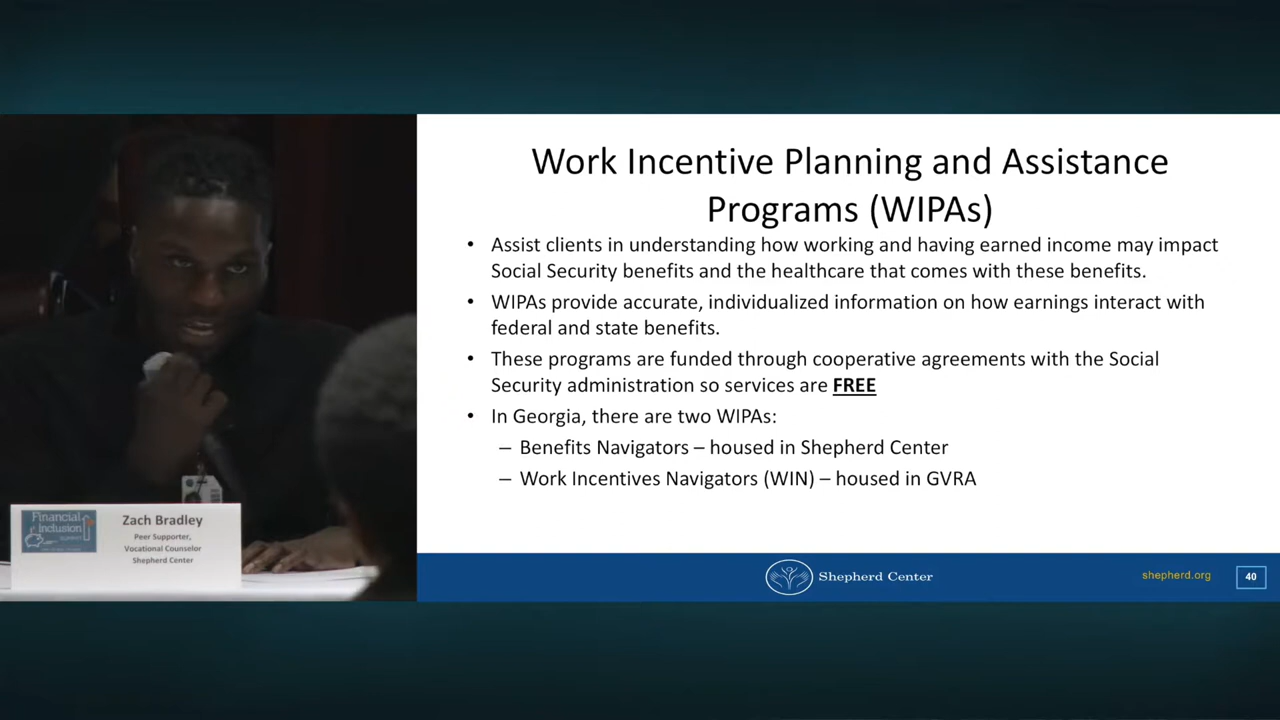 Work Incentive Planning and Assistance
Programs (WIPAs)
• Assist clients in understanding how working and having earned income may impact
Social Security benefits and the healthcare that comes with these benefits.
• WIPAs provide accurate, individualized information on how earnings interact with
federal and state benefits.
• These programs are funded through cooperative agreements with the Social
Security administration so services are FREE
• In Georgia, there are two WIPAs:
– Benefits Navigators – housed in Shepherd Center
– Work Incentives Navigators (WIN) – housed in GVRA
Financial
Inclusion
SUMMIT
Zach Bradley
Peer Supporter,
Vocational Counselor
Shepherd Center
Shepherd Center
shepherd.org
40